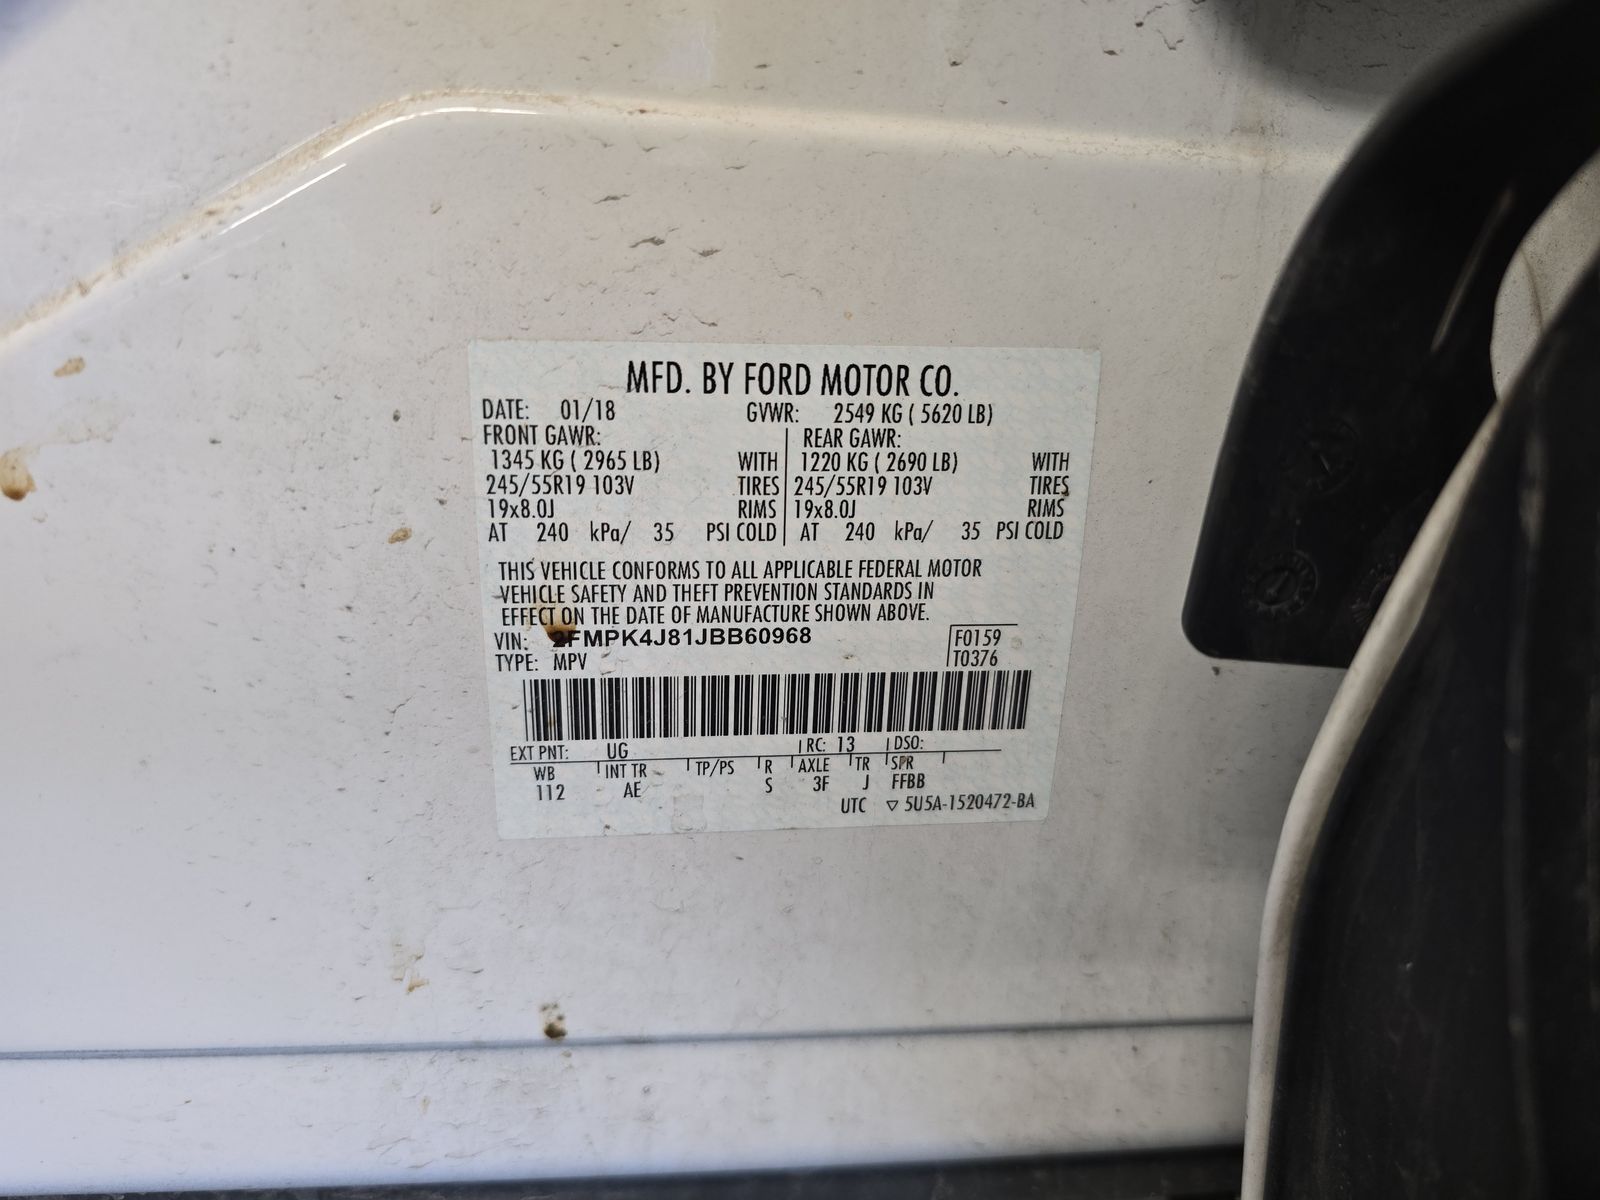 MFD. BY FORD MOTOR CO.
DATE: 01/18 GVWR: 2549 KG ( 5620 LB)
FRONT GAWR: REAR GAWR:
1345 KG ( 2965 LB) WITH 1220 KG ( 2690 LB) WITH
245/55R19 103V TIRES 245/55R19 103V TIRES
19x8.0J RIMS 19x8.0J RIMS
AT 240 kPa/ 35 PSI COLD AT 240 kPa/ 35 PSI COLD
THIS VEHICLE CONFORMS TO ALL APPLICABLE FEDERAL MOTOR
VEHICLE SAFETY AND THEFT PREVENTION STANDARDS IN
EFFECT ON THE DATE OF MANUFACTURE SHOWN ABOVE.
VIN: 2FMPK4J81JBB60968 F0159
TYPE: MPV T0376
EXT PNT: UG RC: 13 DSO:
WB INT TR TP/PS R AXLE TR SPR
112 AE S 3F J FFBB
UTC ▽ 5U5A-1520472-BA